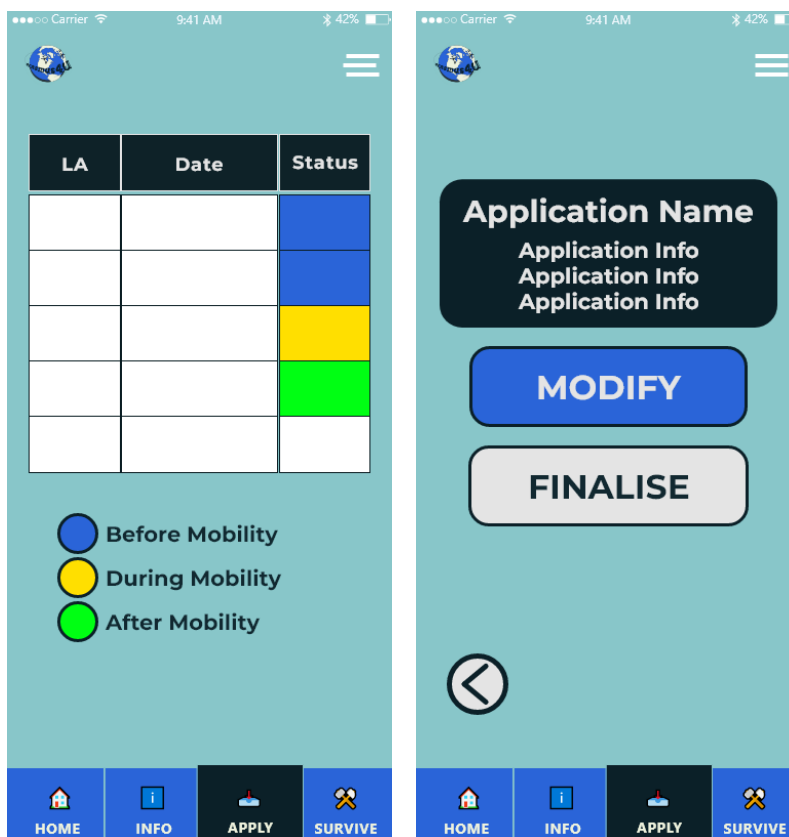 Carrier 9:41 AM 42%
LA Date Status
Before Mobility
During Mobility
After Mobility
HOME INFO APPLY SURVIVE
Carrier 9:41 AM 42%
Application Name
Application Info
Application Info
Application Info
MODIFY
FINALISE
HOME INFO APPLY SURVIVE